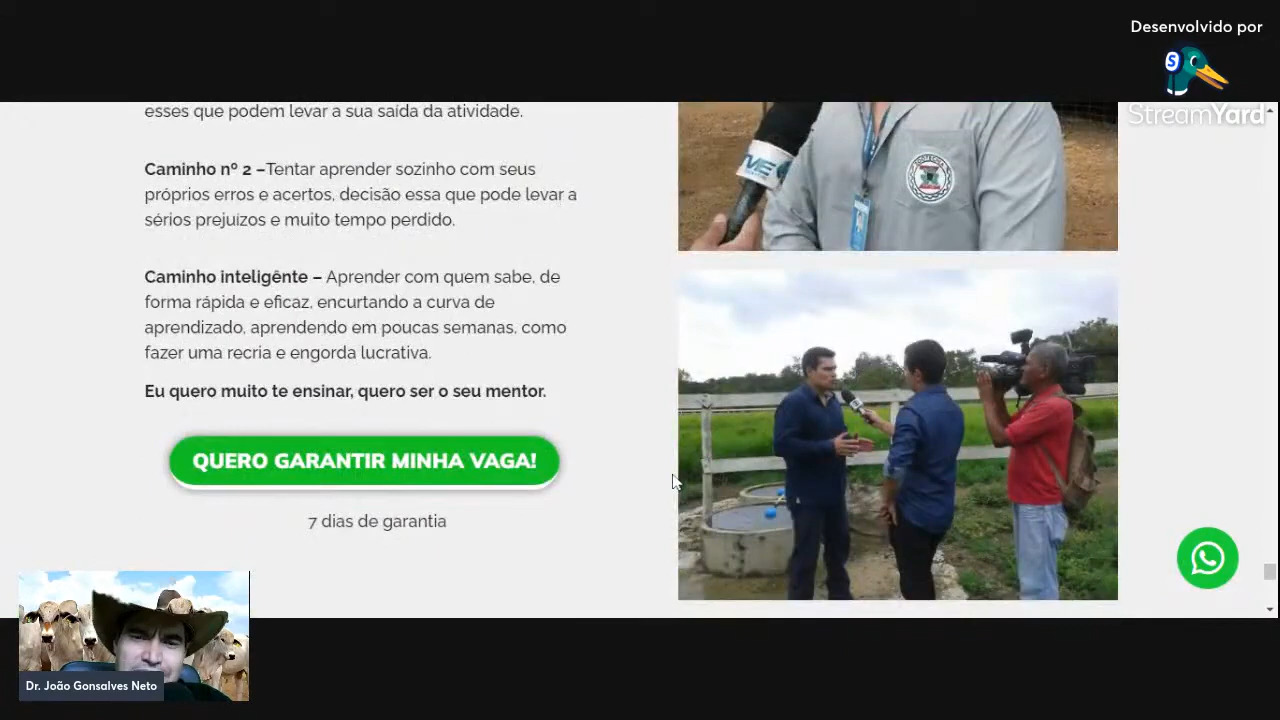 Desenvolvido por
S
StreamYard
esses que podem levar a sua saída da atividade.
Caminho nº 2 –Tentar aprender sozinho com seus
próprios erros e acertos, decisão essa que pode levar a
sérios prejuízos e muito tempo perdido.
Caminho inteligênte – Aprender com quem sabe, de
forma rápida e eficaz, encurtando a curva de
aprendizado, aprendendo em poucas semanas, como
fazer uma recria e engorda lucrativa.
Eu quero muito te ensinar, quero ser o seu mentor.
QUERO GARANTIR MINHA VAGA!
7 dias de garantia
Dr. João Gonsalves Neto